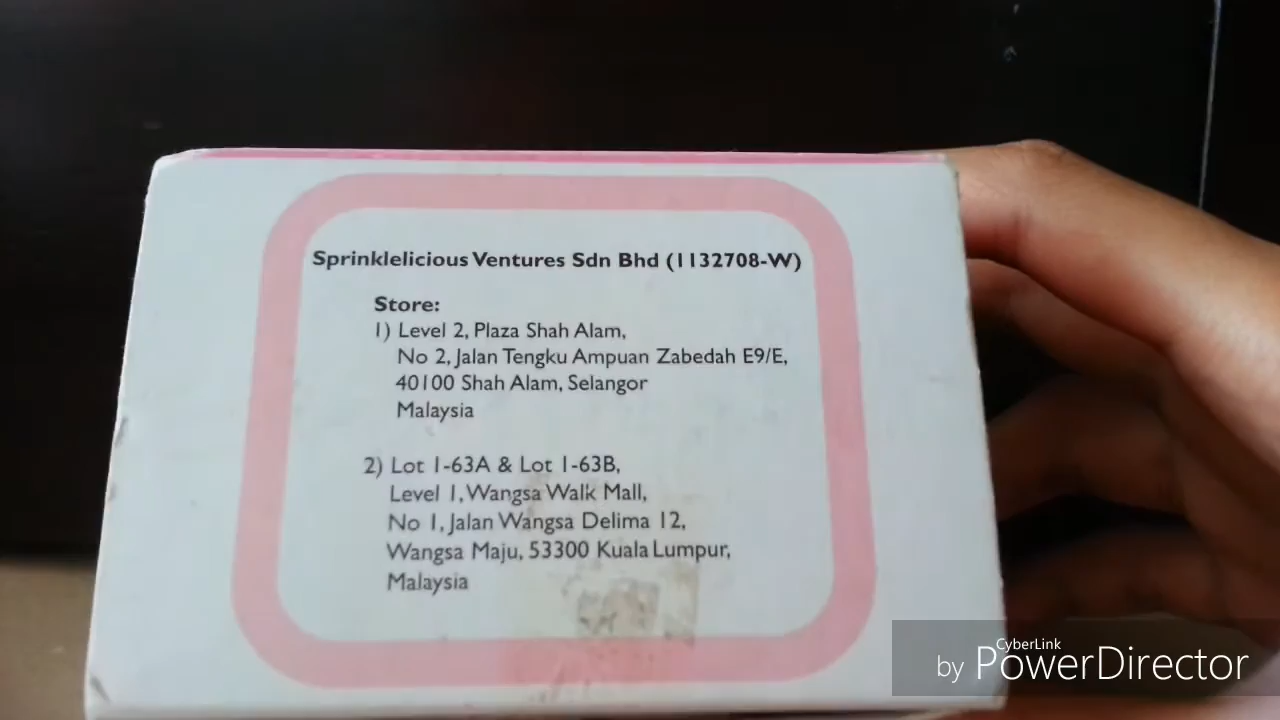 Sprinklelicious Ventures Sdn Bhd (1132708-W)
Store:
1) Level 2, Plaza Shah Alam,
No 2, Jalan Tengku Ampuan Zabedah E9/E,
40100 Shah Alam, Selangor
Malaysia
2) Lot 1-63A & Lot 1-63B,
Level 1, Wangsa Walk Mall,
No 1, Jalan Wangsa Delima 12,
Wangsa Maju, 53300 Kuala Lumpur,
Malaysia
CyberLink
by PowerDirector